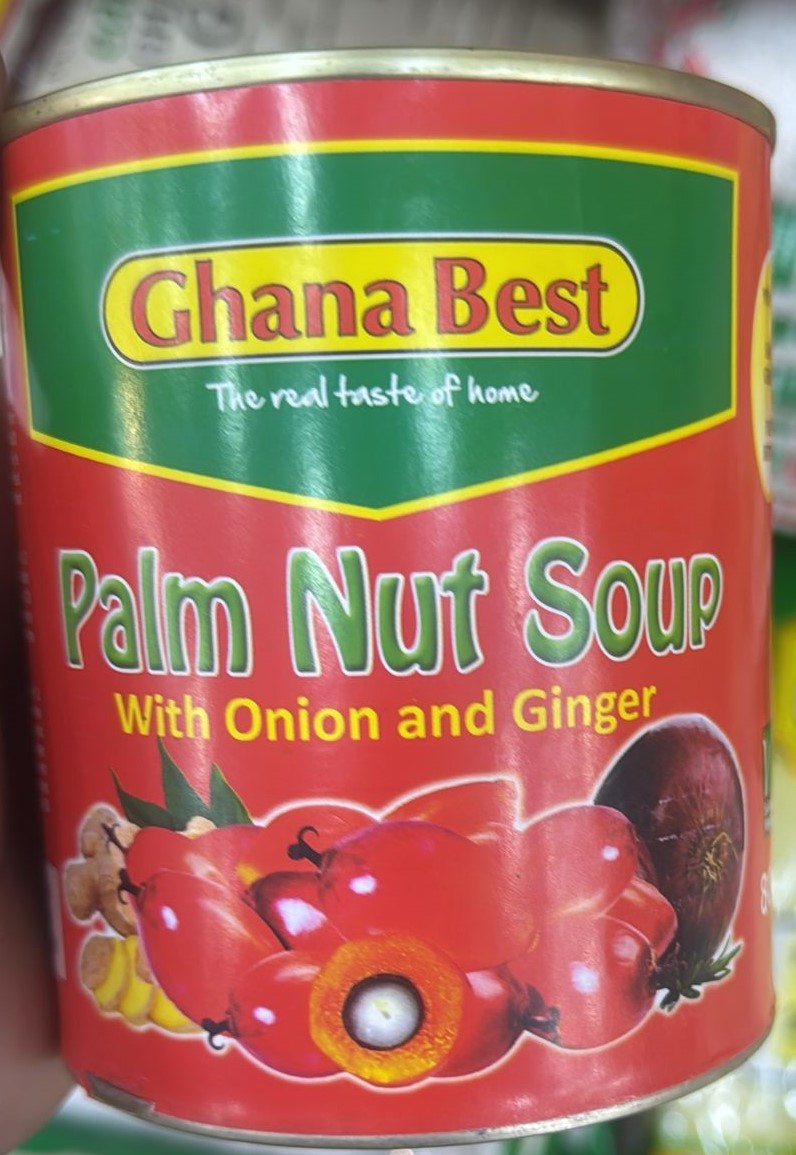 Ghana Best
The real taste of home
Palm Nut Soup
With Onion and Ginger